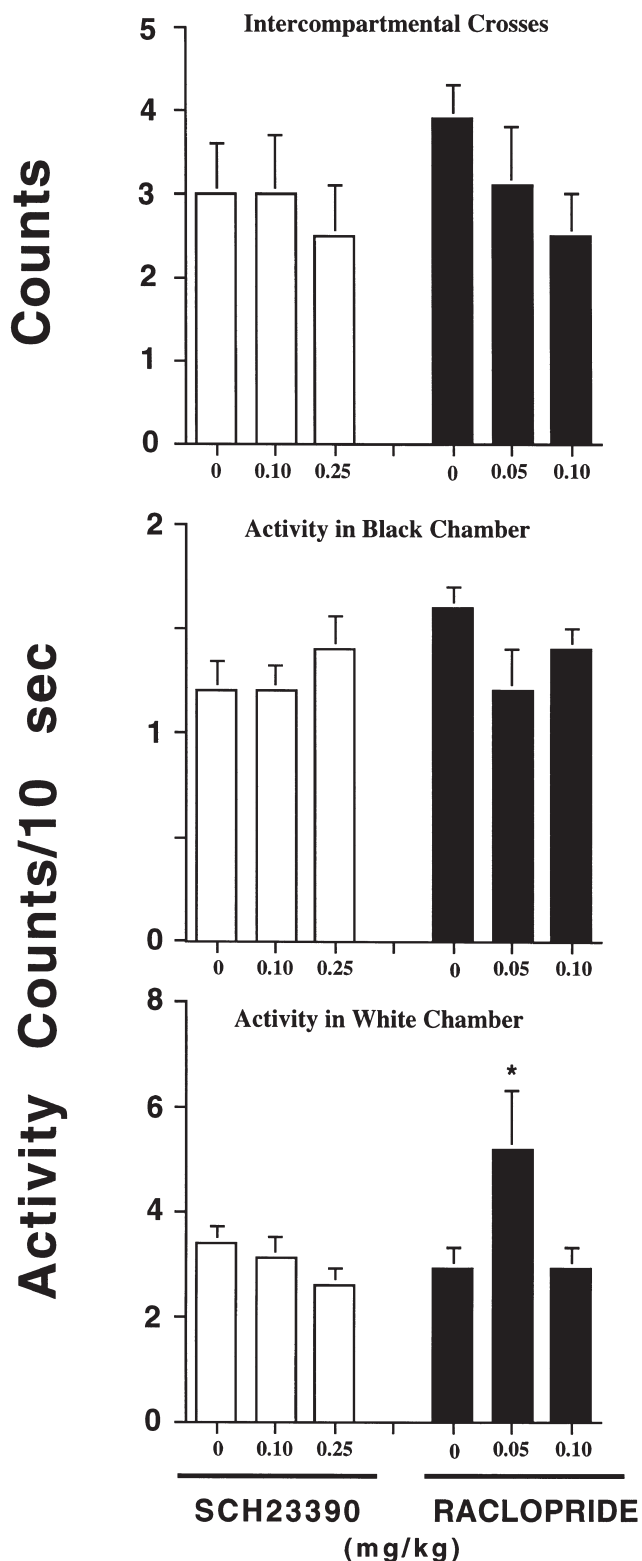 Intercompartmental Crosses
Counts
5
4
3
2
1
0
0 0.10 0.25 0 0.05 0.10
Activity in Black Chamber
Activity Counts/10 sec
2
1
0
0 0.10 0.25 0 0.05 0.10
Activity in White Chamber
8
*
6
4
2
0
0 0.10 0.25 0 0.05 0.10
SCH23390 RACLOPRIDE
(mg/kg)